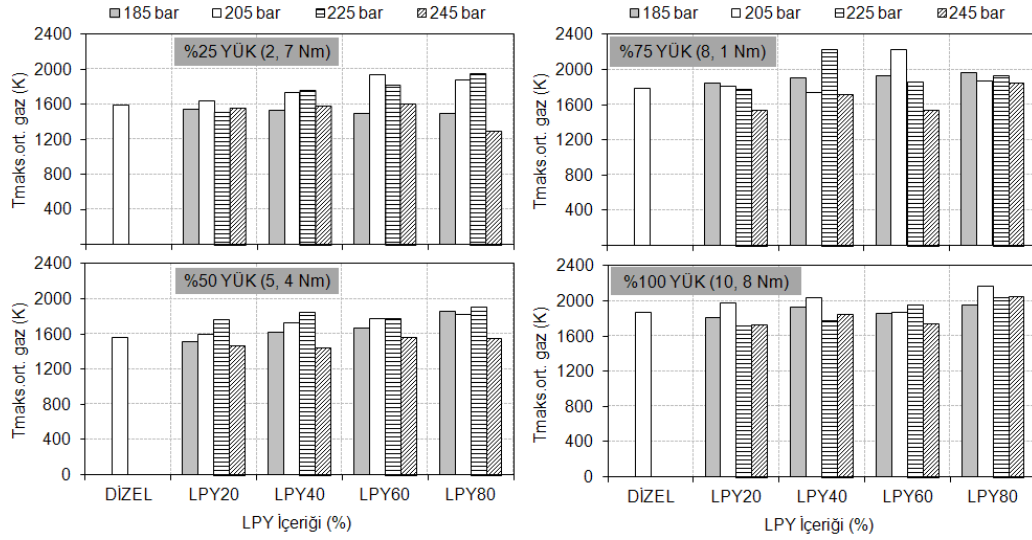 185 bar 205 bar 225 bar 245 bar
2400
2000
1600
1200
800
400
Tmaks.ort. gaz (K)
%25 YÜK (2, 7 Nm)
2400
2000
1600
1200
800
400
0
Tmaks.ort. gaz (K)
%50 YÜK (5, 4 Nm)
DİZEL LPY20 LPY40 LPY60 LPY80
LPY İçeriği (%)
185 bar 205 bar 225 bar 245 bar
2400
2000
1600
1200
800
400
Tmaks.ort. gaz (K)
%75 YÜK (8, 1 Nm)
2400
2000
1600
1200
800
400
0
Tmaks.ort. gaz (K)
%100 YÜK (10, 8 Nm)
DİZEL LPY20 LPY40 LPY60 LPY80
LPY İçeriği (%)